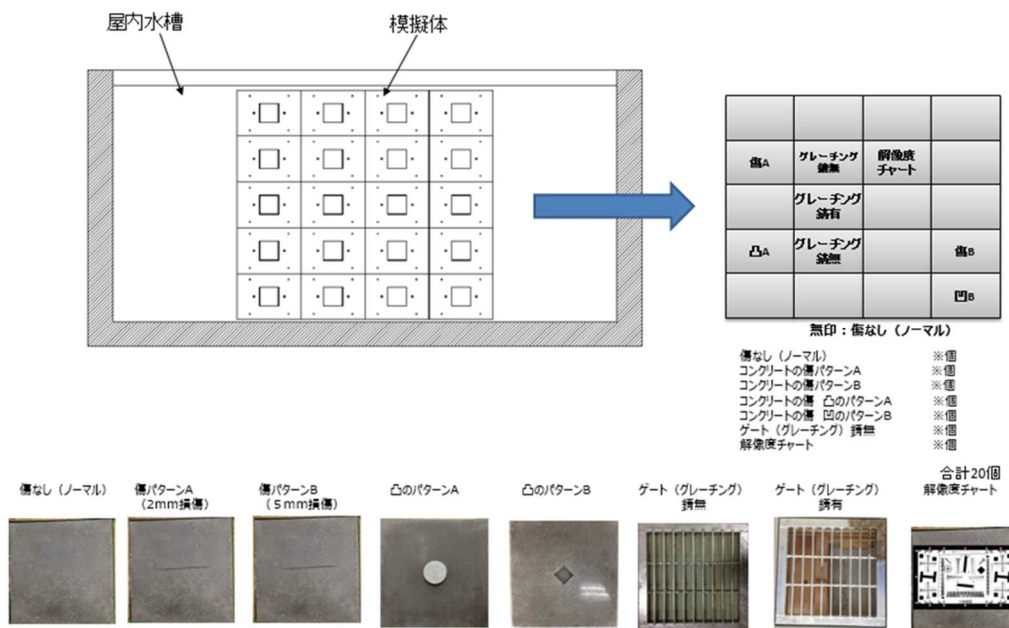 屋内水槽
模擬体
傷A
グレーチング
錆無
解像度
チャート
グレーチング
錆有
凸A
グレーチング
錆無
傷B
凹B
無印:傷なし(ノーマル)
傷なし(ノーマル) ※個
コンクリートの傷パターンA ※個
コンクリートの傷パターンB ※個
コンクリートの傷 凸のパターンA ※個
コンクリートの傷 凹のパターンB ※個
ゲート(グレーチング)錆無 ※個
解像度チャート ※個
合計20個
傷なし(ノーマル)
傷パターンA
(2mm損傷)
傷パターンB
(5mm損傷)
凸のパターンA
凸のパターンB
ゲート(グレーチング)
錆無
ゲート(グレーチング)
錆有
解像度チャート